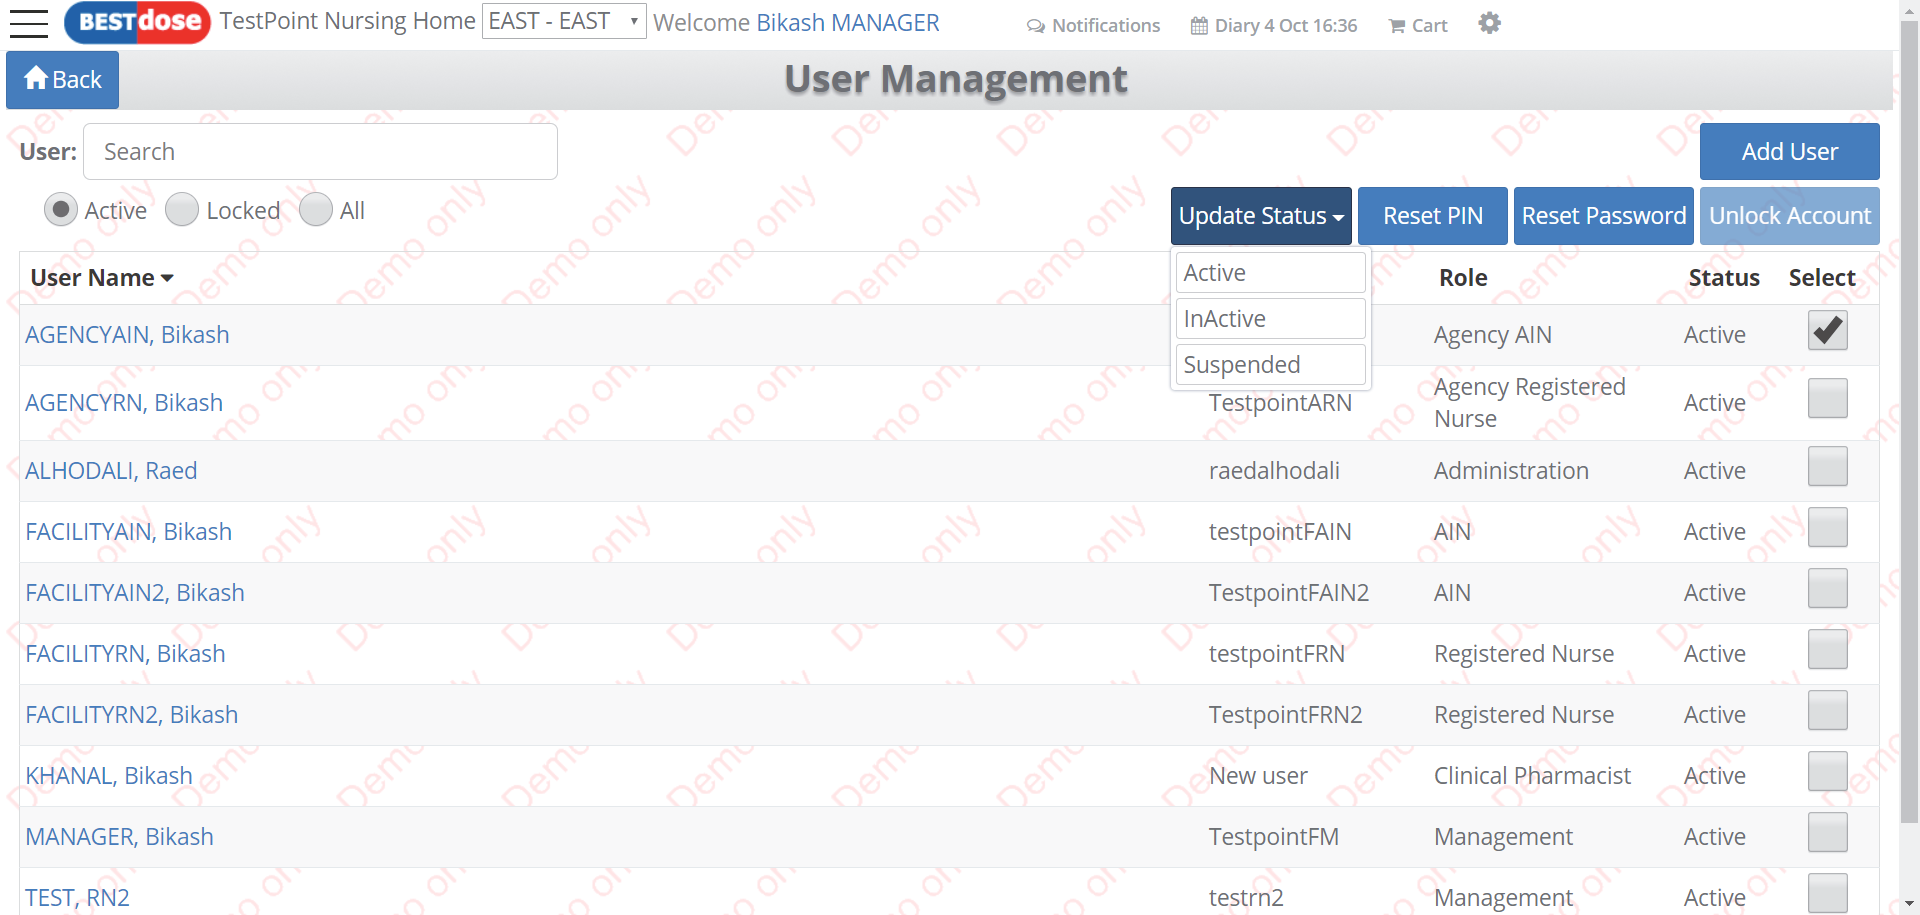 BESTdose TestPoint Nursing Home EAST - EAST Welcome Bikash MANAGER Notifications Diary 4 Oct 16:36 Cart
Back User Management
User: Search Add User
Active Locked All Update Status Reset PIN Reset Password Unlock Account
User Name Role Status Select
Active
InActive
Suspended
AGENCYAIN, Bikash Agency AIN Active
AGENCYRN, Bikash TestpointARN Agency Registered Nurse Active
ALHODALI, Raed raedalhodali Administration Active
FACILITYAIN, Bikash testpointFAIN AIN Active
FACILITYAIN2, Bikash TestpointFAIN2 AIN Active
FACILITYRN, Bikash testpointFRN Registered Nurse Active
FACILITYRN2, Bikash TestpointFRN2 Registered Nurse Active
KHANAL, Bikash New user Clinical Pharmacist Active
MANAGER, Bikash TestpointFM Management Active
TEST, RN2 testrn2 Management Active
Demo only